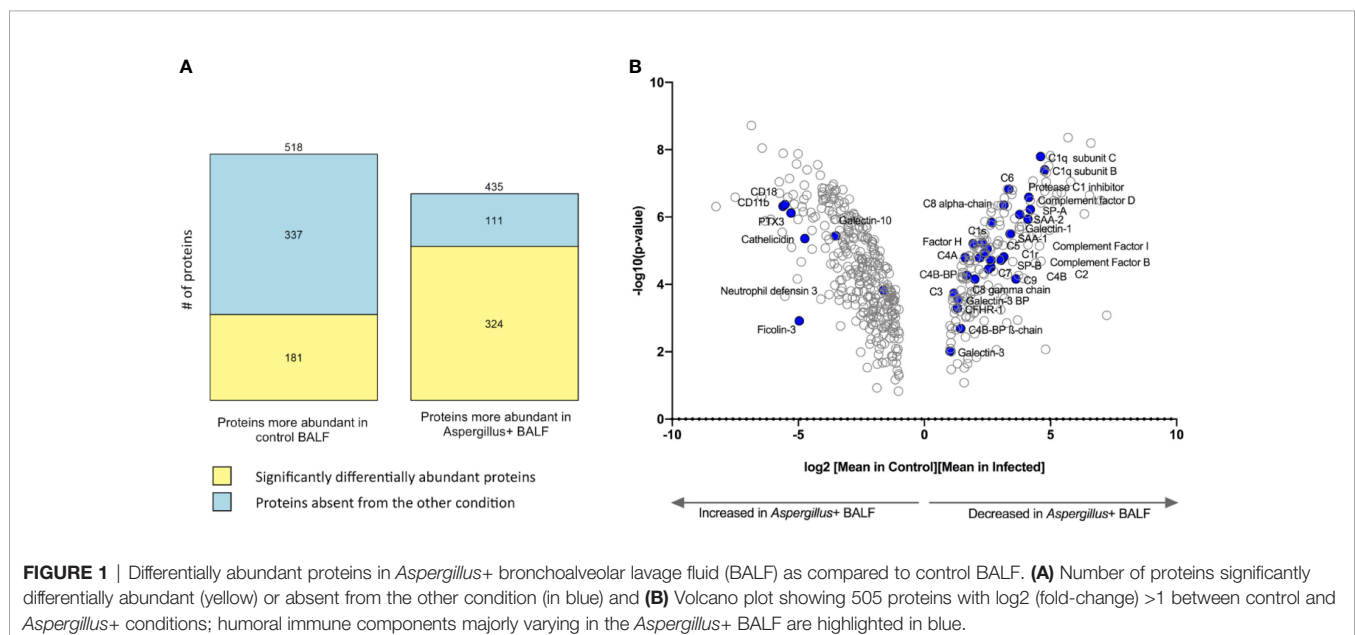 A
518
337
181
435
111
324
# of proteins
Proteins more abundant in
control BALF
Proteins more abundant in
Aspergillus+ BALF
Significantly differentially abundant proteins
Proteins absent from the other condition
B
10
8
6
4
2
0
-log10(p-value)
-10
-5
0
5
10
CD18
CD11b
PTX3
Cathelicidin
Galectin-10
Neutrophil defensin 3
Ficolin-3
C1q subunit C
C1q subunit B
C6
Protease C1 inhibitor
C8 alpha-chain
Complement factor D
SP-A
SAA-2
Galectin-1
C1s
SAA-1
Factor H
C5
Complement Factor I
C4A
C1r
Complement Factor B
SP-B
C4B-BP
C7
C9
C4B
C2
C3
C8 gamma chain
Galectin-3 BP
CFHR-1
C4B-BP ß-chain
Galectin-3
log2 [Mean in Control][Mean in Infected]
Increased in Aspergillus+ BALF
Decreased in Aspergillus+ BALF
FIGURE 1 | Differentially abundant proteins in Aspergillus+ bronchoalveolar lavage fluid (BALF) as compared to control BALF. (A) Number of proteins significantly
differentially abundant (yellow) or absent from the other condition (in blue) and (B) Volcano plot showing 505 proteins with log2 (fold-change) >1 between control and
Aspergillus+ conditions; humoral immune components majorly varying in the Aspergillus+ BALF are highlighted in blue.